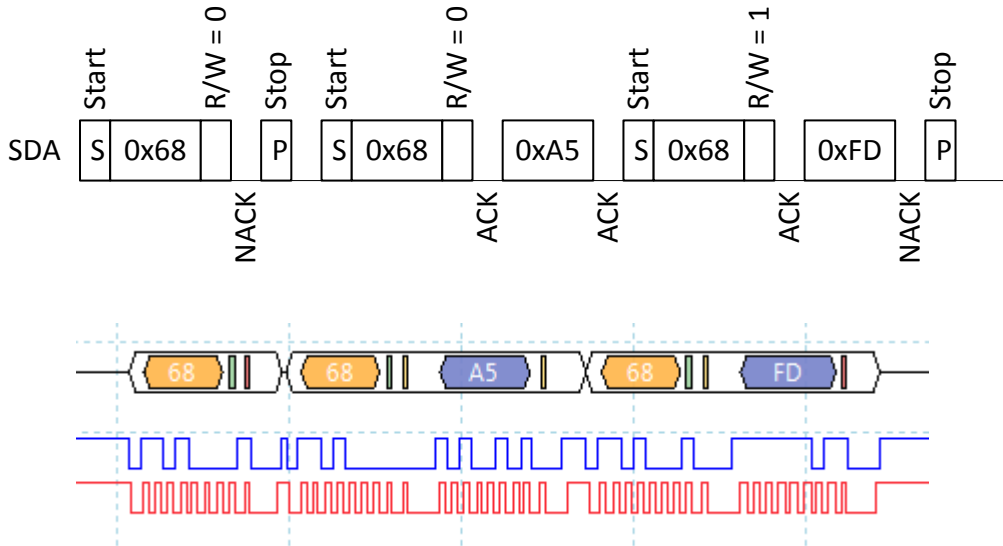 Start R/W = 0 Stop Start R/W = 0 Start R/W = 1 Stop
SDA S 0x68 P S 0x68 0xA5 S 0x68 0xFD P
NACK ACK ACK ACK NACK
68 68 A5 68 FD